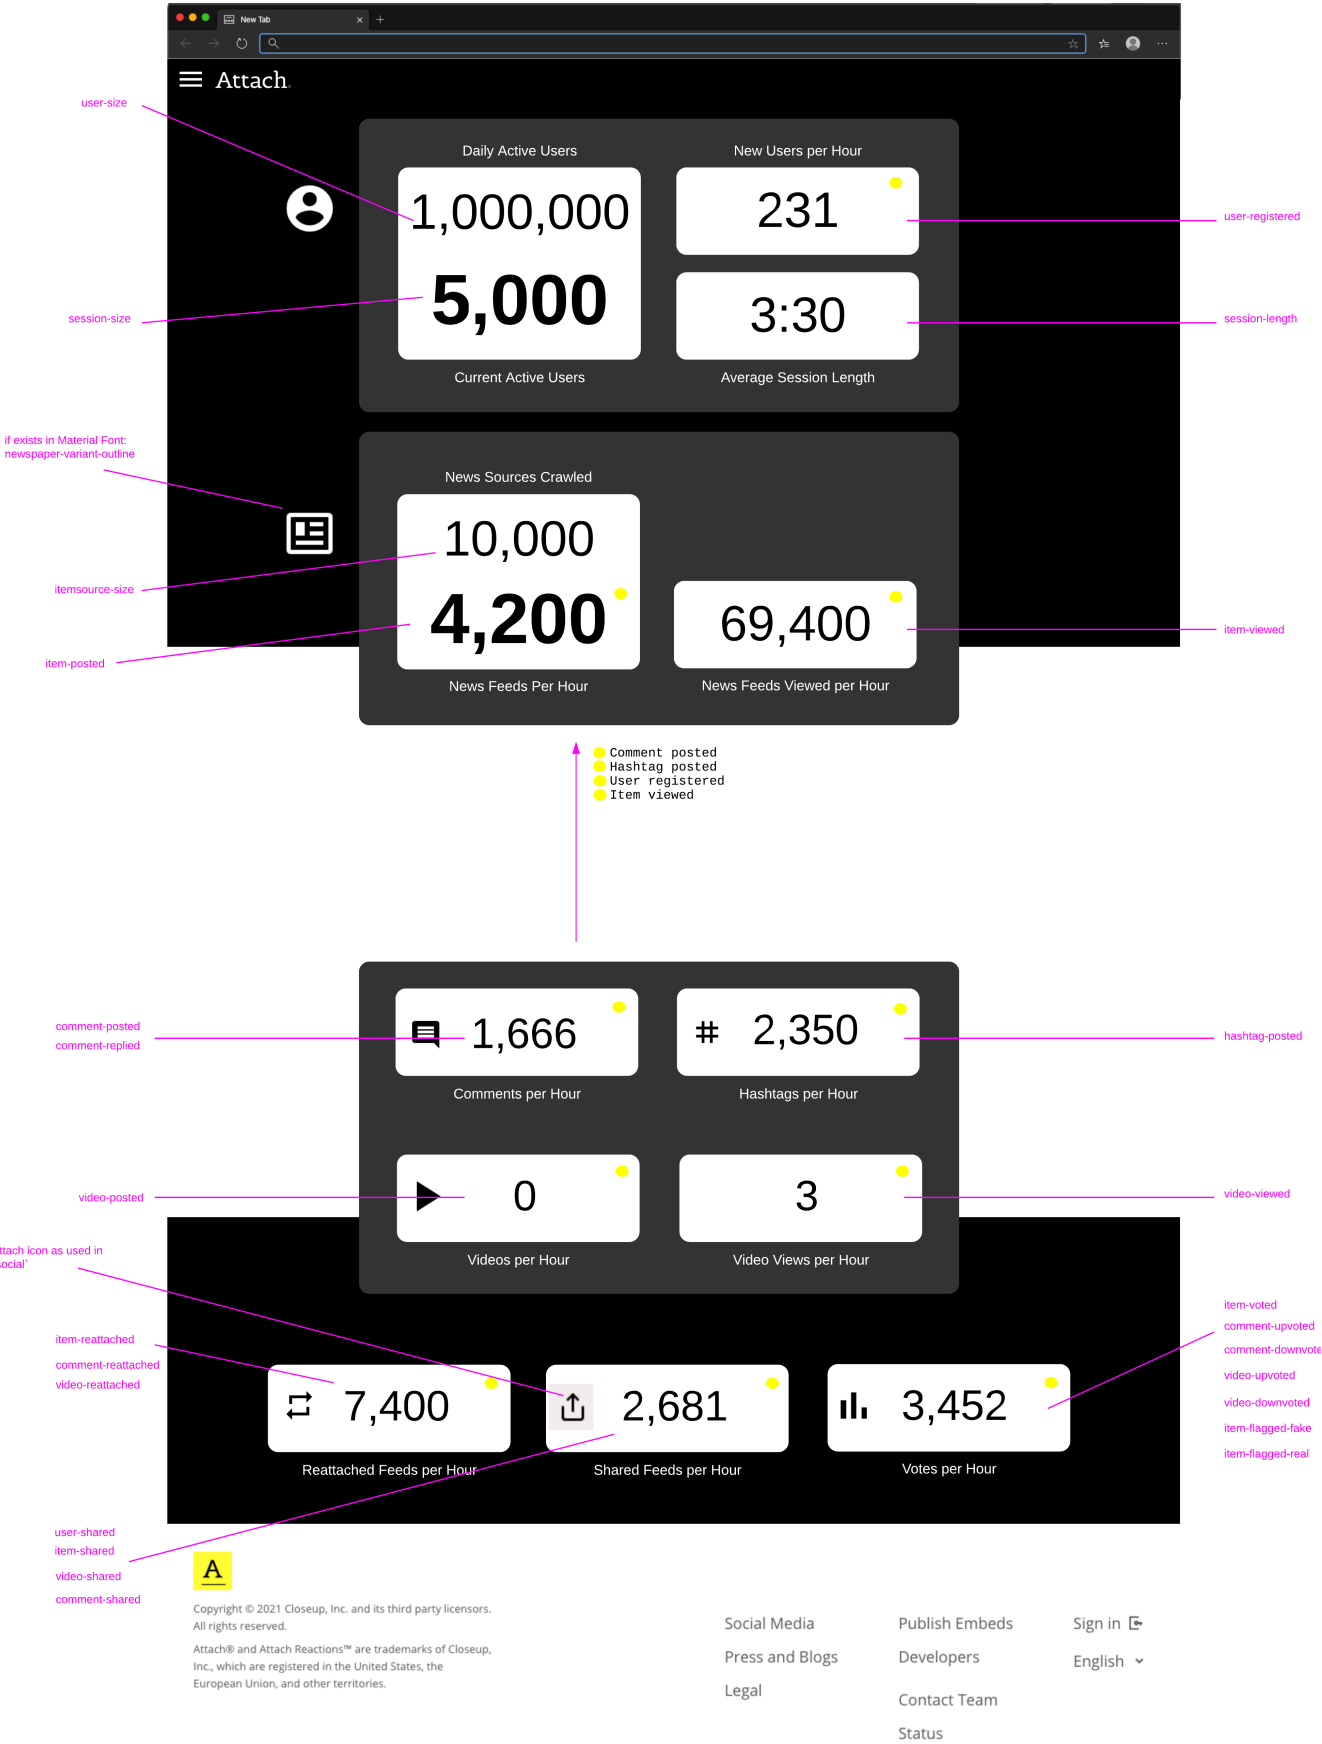 New Tab
Attach.
user-size
Daily Active Users
New Users per Hour
1,000,000
231
user-registered
5,000
3:30
session-size
session-length
Current Active Users
Average Session Length
if exists in Material Font:
newspaper-variant-outline
News Sources Crawled
10,000
itemsource-size
4,200
69,400
item-viewed
item-posted
News Feeds Per Hour
News Feeds Viewed per Hour
Comment posted
Hashtag posted
User registered
Item viewed
comment-posted
comment-replied
1,666
# 2,350
hashtag-posted
Comments per Hour
Hashtags per Hour
video-posted
0
3
video-viewed
Videos per Hour
Video Views per Hour
ttach icon as used in
social`
item-reattached
comment-reattached
video-reattached
7,400
2,681
3,452
item-voted
comment-upvoted
comment-downvote
video-upvoted
video-downvoted
item-flagged-fake
item-flagged-real
Reattached Feeds per Hour
Shared Feeds per Hour
Votes per Hour
user-shared
item-shared
video-shared
comment-shared
A
Copyright © 2021 Closeup, Inc. and its third party licensors.
All rights reserved.
Attach® and Attach Reactions™ are trademarks of Closeup,
Inc., which are registered in the United States, the
European Union, and other territories.
Social Media
Press and Blogs
Legal
Publish Embeds
Developers
Contact Team
Status
Sign in
English